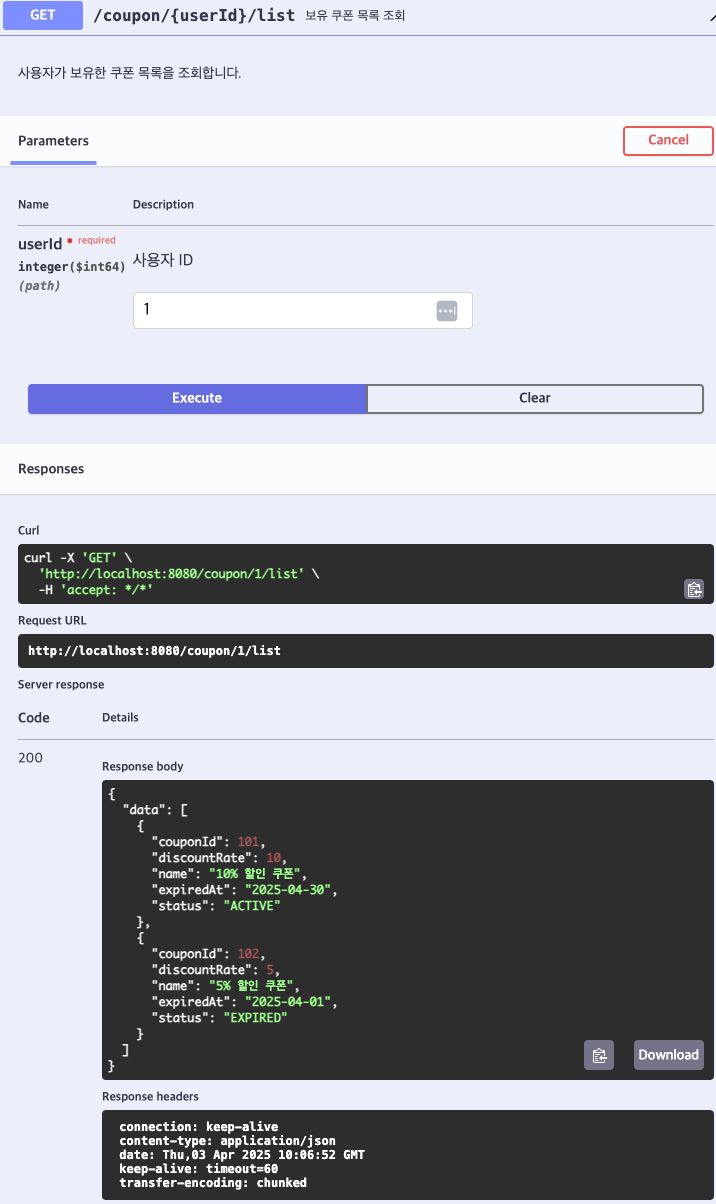 GET /coupon/{userId}/list 보유 쿠폰 목록 조회
사용자가 보유한 쿠폰 목록을 조회합니다.
Parameters
Cancel
Name Description
userId * required
integer($int64)
(path)
사용자 ID
1
Execute Clear
Responses
Curl
curl -X 'GET' \
  'http://localhost:8080/coupon/1/list' \
  -H 'accept: */*'
Request URL
http://localhost:8080/coupon/1/list
Server response
Code Details
200
Response body
{
  "data": [
    {
      "couponId": 101,
      "discountRate": 10,
      "name": "10% 할인 쿠폰",
      "expiredAt": "2025-04-30",
      "status": "ACTIVE"
    },
    {
      "couponId": 102,
      "discountRate": 5,
      "name": "5% 할인 쿠폰",
      "expiredAt": "2025-04-01",
      "status": "EXPIRED"
    }
  ]
}
Download
Response headers
connection: keep-alive
content-type: application/json
date: Thu,03 Apr 2025 10:06:52 GMT
keep-alive: timeout=60
transfer-encoding: chunked